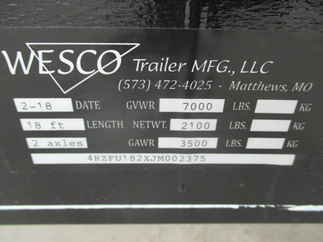 WESCO Trailer MFG., LLC
(573) 472-4025 - Matthews, MO
2-18 DATE GVWR 7000 LBS. KG
18 ft LENGTH NETWT. 2100 LBS. KG
2 axles GAWR 3500 LBS. KG
4HZFU182XJM002375